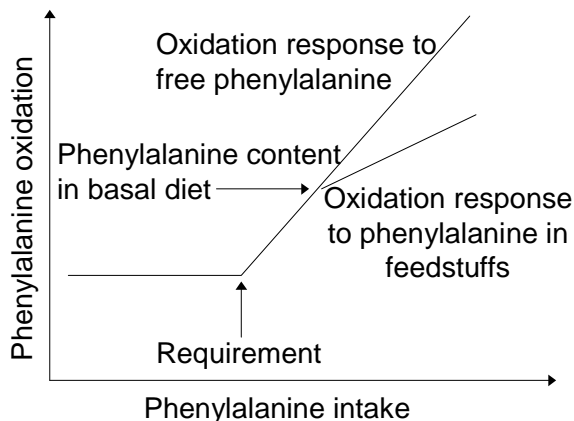 Oxidation response to
free phenylalanine
Phenylalanine content
in basal diet
Oxidation response
to phenylalanine in
feedstuffs
Requirement
Phenylalanine oxidation
Phenylalanine intake